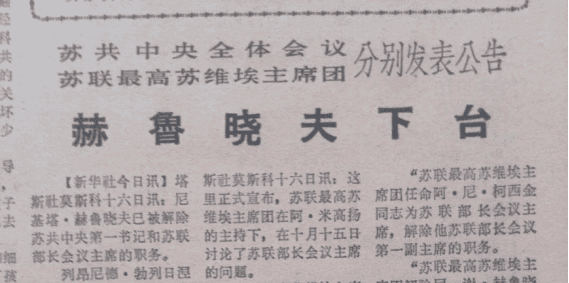 苏共中央全体会议
苏联最高苏维埃主席团
分别发表公告
赫鲁晓夫下台
【新华社今日讯】塔
斯社莫斯科十六日讯：尼
基塔·赫鲁晓夫已被解除
苏共中央第一书记和苏联
部长会议主席的职务。
列昂尼德·勃列日涅
斯社莫斯科十六日讯：这
里正式宣布，苏联最高苏
维埃主席团在阿·米高扬
的主持下，在十月十五日
讨论了苏联部长会议主席
的问题。
“苏联最高苏维埃主
席团任命阿·尼·柯西金
同志为苏联部长会议主
席，解除他苏联部长会议
第一副主席的职务。
“苏联最高苏维埃主
科
共
的
关
坏
少
导
，
子
去
细